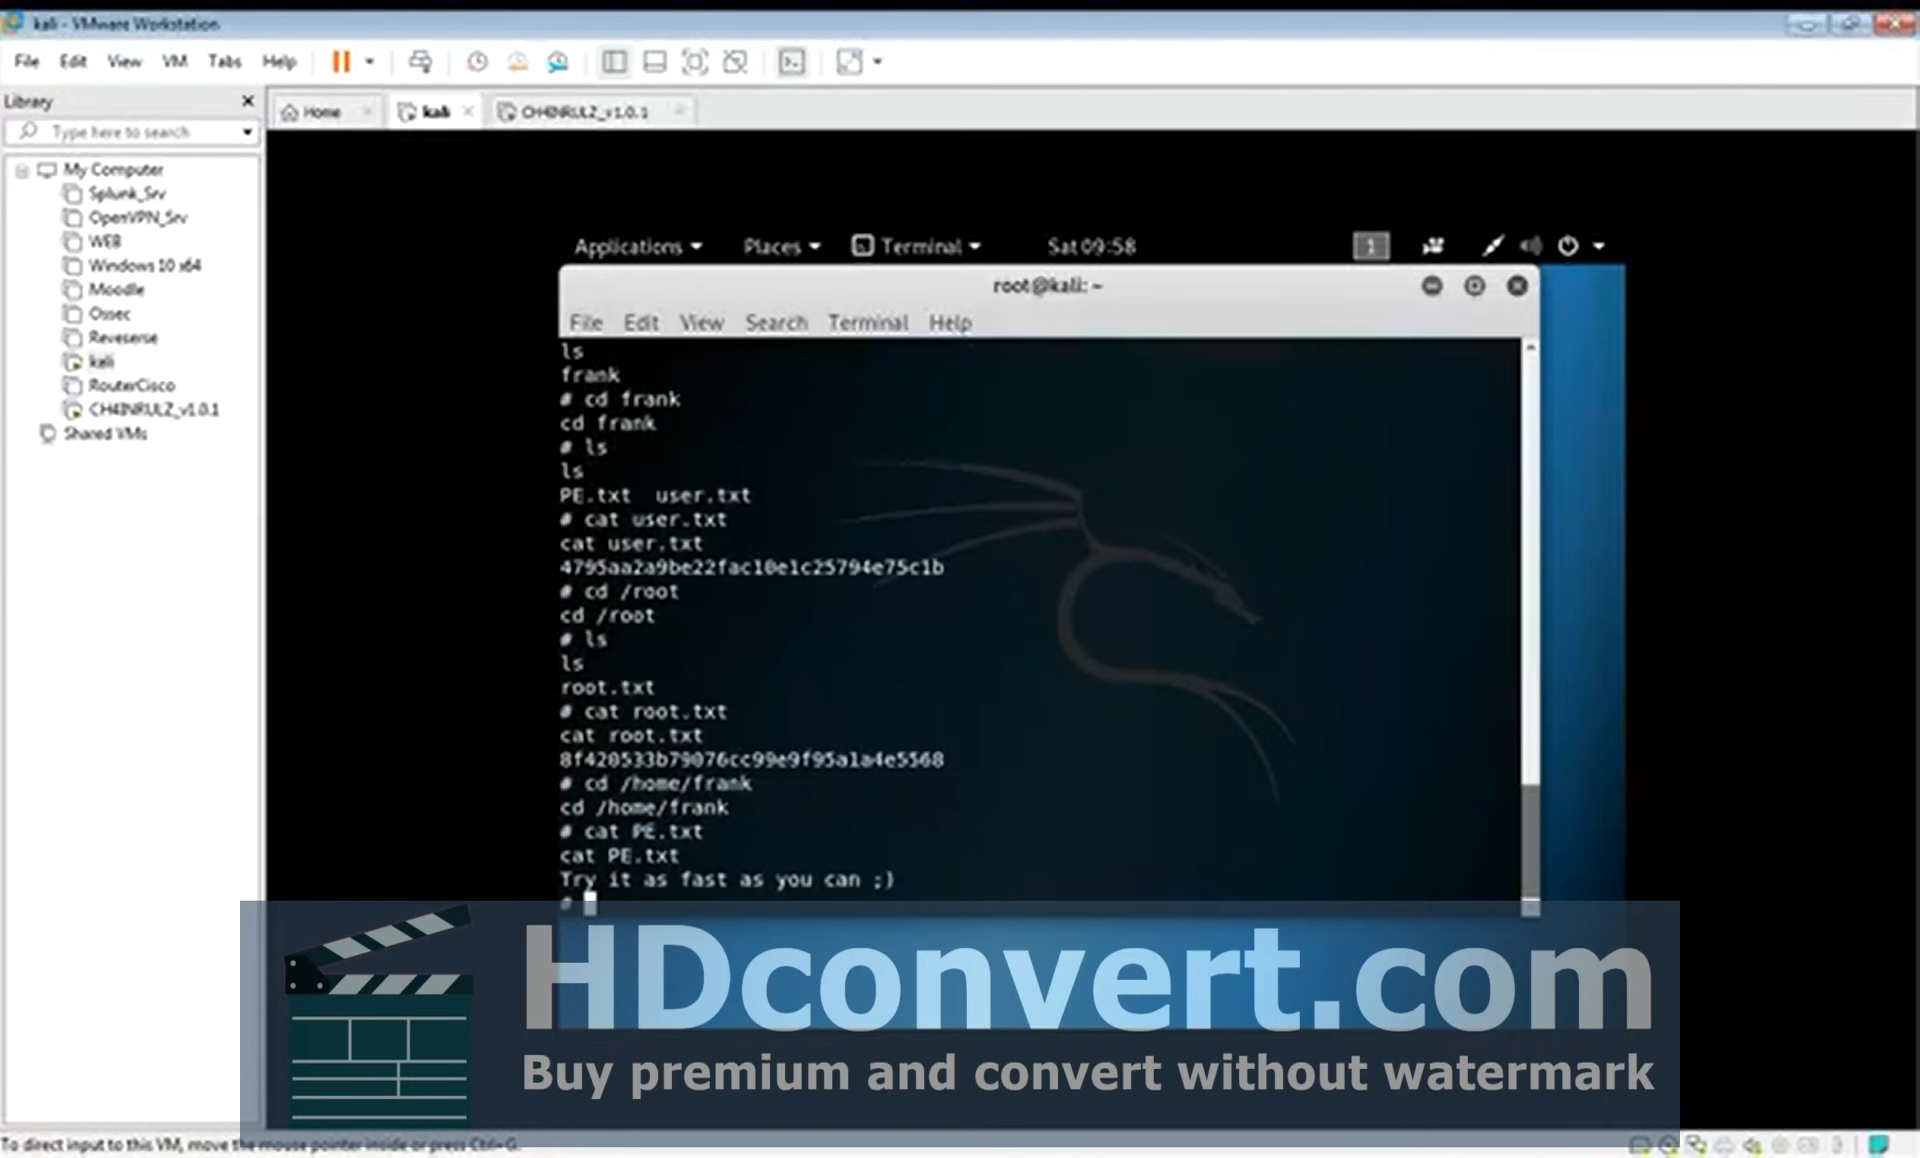 kali - VMware Workstation
File Edit View VM Tabs Help
Library
Type here to search
Home
kali
CH4INRULZ_v1.0.1
My Computer
Splunk_Srv
OpenVPN_Srv
WEB
Windows 10 x64
Moodle
Ossec
Reveserse
kali
RouterCisco
CH4INRULZ_v1.0.1
Shared VMs
Applications Places Terminal Sat 09:58 1
root@kali: ~
File Edit View Search Terminal Help
ls
frank
# cd frank
cd frank
# ls
ls
PE.txt user.txt
# cat user.txt
cat user.txt
4795aa2a9be22fac10e1c25794e75c1b
# cd /root
cd /root
# ls
ls
root.txt
# cat root.txt
cat root.txt
8f420533b79076cc99e9f95a1a4e5568
# cd /home/frank
cd /home/frank
# cat PE.txt
cat PE.txt
Try it as fast as you can ;)
#
HDconvert.com
Buy premium and convert without watermark
To direct input to this VM, move the mouse pointer inside or press Ctrl+G.